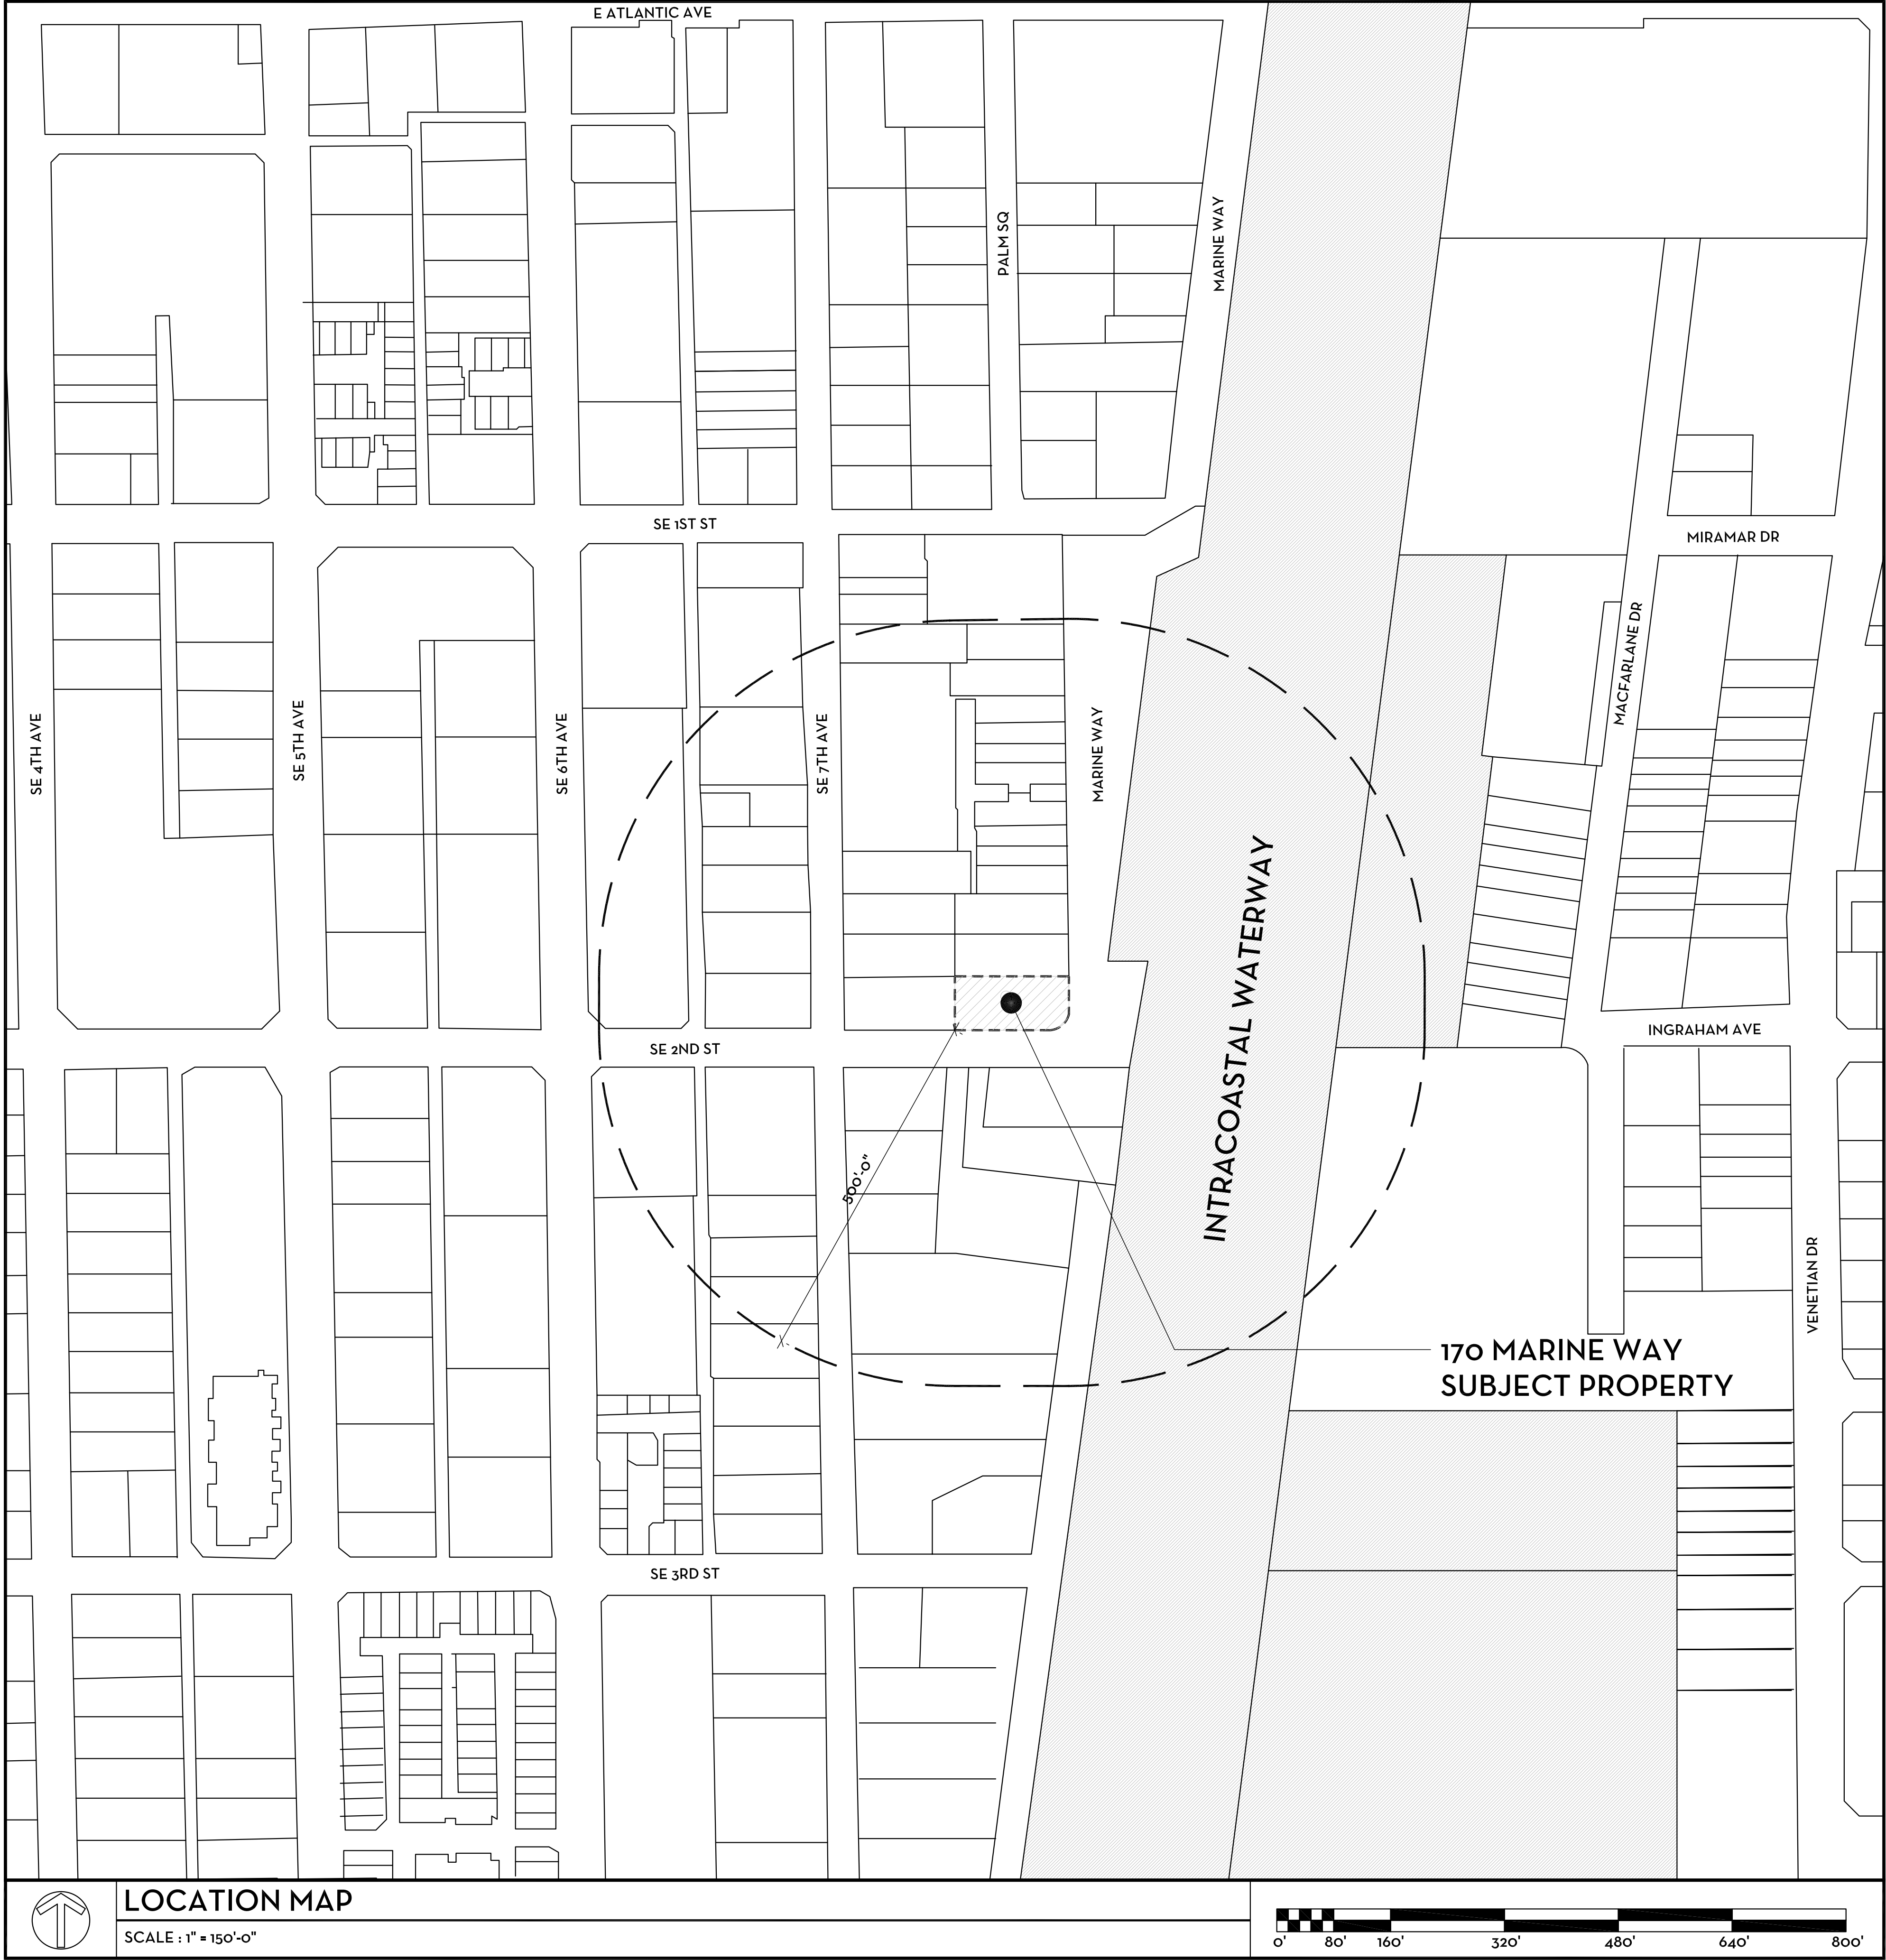 E ATLANTIC AVE
PALM SQ
MARINE WAY
SE 1ST ST
MIRAMAR DR
MACFARLANE DR
SE 4TH AVE
SE 5TH AVE
SE 6TH AVE
SE 7TH AVE
MARINE WAY
INTRACOASTAL WATERWAY
SE 2ND ST
INGRAHAM AVE
500'-0"
VENETIAN DR
170 MARINE WAY
SUBJECT PROPERTY
SE 3RD ST
LOCATION MAP
SCALE : 1" = 150'-0"
0' 80' 160' 320' 480' 640' 800'